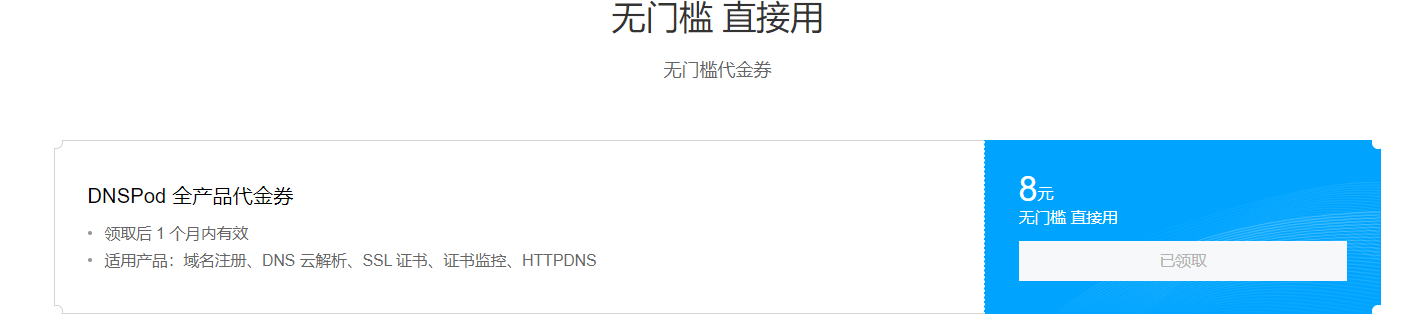 无门槛 直接用
无门槛代金券
DNSPod 全产品代金券
• 领取后 1 个月内有效
• 适用产品：域名注册、DNS 云解析、SSL 证书、证书监控、HTTPDNS
8元
无门槛 直接用
已领取